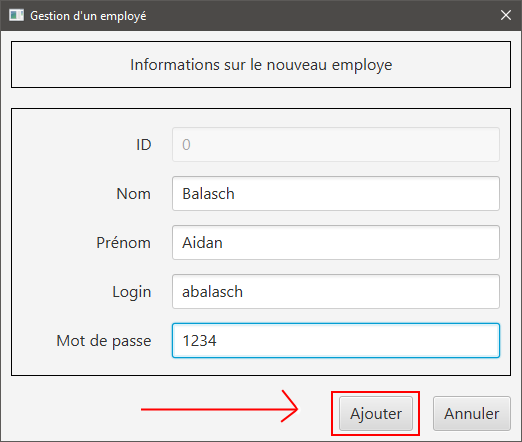 Gestion d'un employé
Informations sur le nouveau employe
ID 0
Nom Balasch
Prénom Aidan
Login abalasch
Mot de passe 1234
Ajouter Annuler